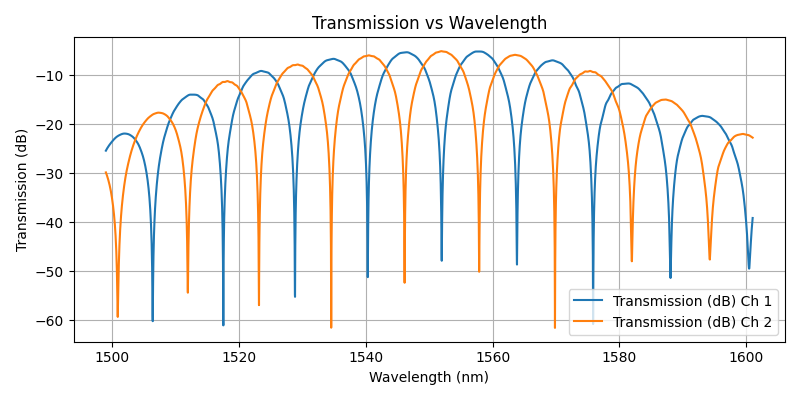 Transmission vs Wavelength
Transmission (dB)
−10
−20
−30
−40
−50
−60
1500
1520
1540
1560
1580
1600
Wavelength (nm)
Transmission (dB) Ch 1
Transmission (dB) Ch 2